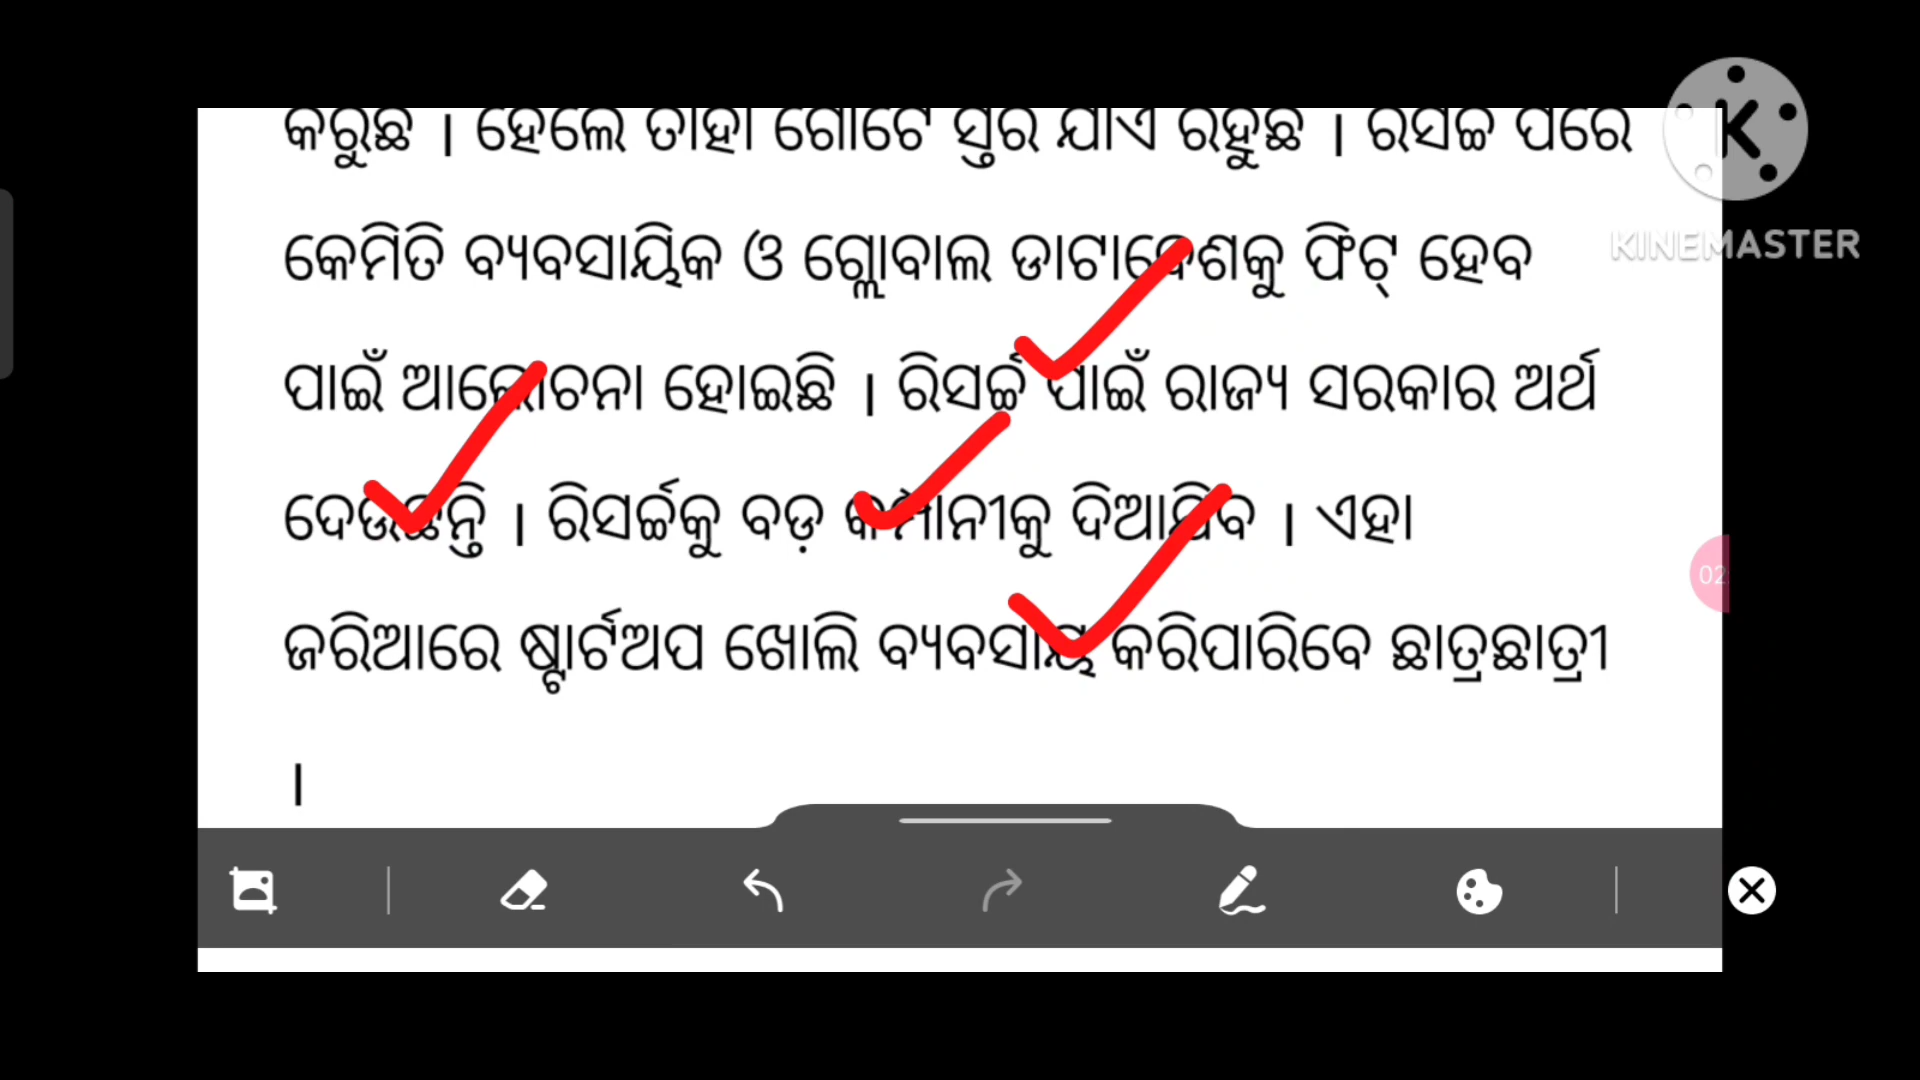 କରୁଛ । ହେଲେ ତାହା ଗୋଟେ ସ୍ତର ଯାଏ ରହୁଛ । ରିସର୍ଚ୍ଚ ପରେ
କେମିତି ବ୍ୟବସାୟିକ ଓ ଗ୍ଲୋବାଲ ଡାଟାବେଶକୁ ଫିଟ୍ ହେବ
ପାଇଁ ଆଲୋଚନା ହୋଇଛି । ରିସର୍ଚ୍ଚ ପାଇଁ ରାଜ୍ୟ ସରକାର ଅର୍ଥ
ଦେଉଛନ୍ତି । ରିସର୍ଚ୍ଚକୁ ବଡ଼ କମ୍ପାନୀକୁ ଦିଆଯିବ । ଏହା
ଜରିଆରେ ଷ୍ଟାର୍ଟଅପ ଖୋଲି ବ୍ୟବସାୟ କରିପାରିବେ ଛାତ୍ରଛାତ୍ରୀ
।
KINEMASTER
02